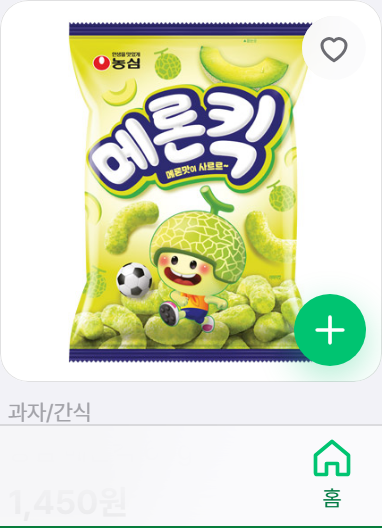 농심
메론킥
메론맛이 사르르~
과자/간식
1,450원
홈